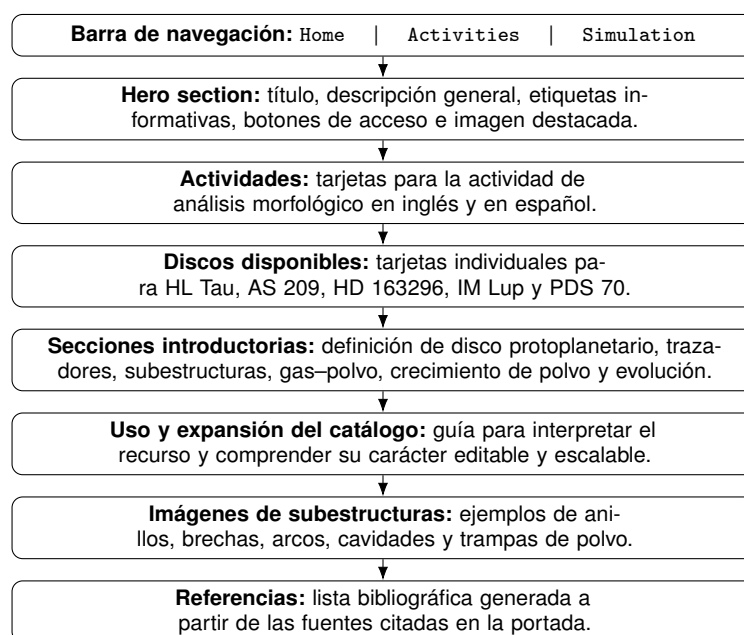 Barra de navegación: Home | Activities | Simulation
Hero section: título, descripción general, etiquetas in-
formativas, botones de acceso e imagen destacada.
Actividades: tarjetas para la actividad de
análisis morfológico en inglés y en español.
Discos disponibles: tarjetas individuales pa-
ra HL Tau, AS 209, HD 163296, IM Lup y PDS 70.
Secciones introductorias: definición de disco protoplanetario, traza-
dores, subestructuras, gas–polvo, crecimiento de polvo y evolución.
Uso y expansión del catálogo: guía para interpretar el
recurso y comprender su carácter editable y escalable.
Imágenes de subestructuras: ejemplos de ani-
llos, brechas, arcos, cavidades y trampas de polvo.
Referencias: lista bibliográfica generada a
partir de las fuentes citadas en la portada.